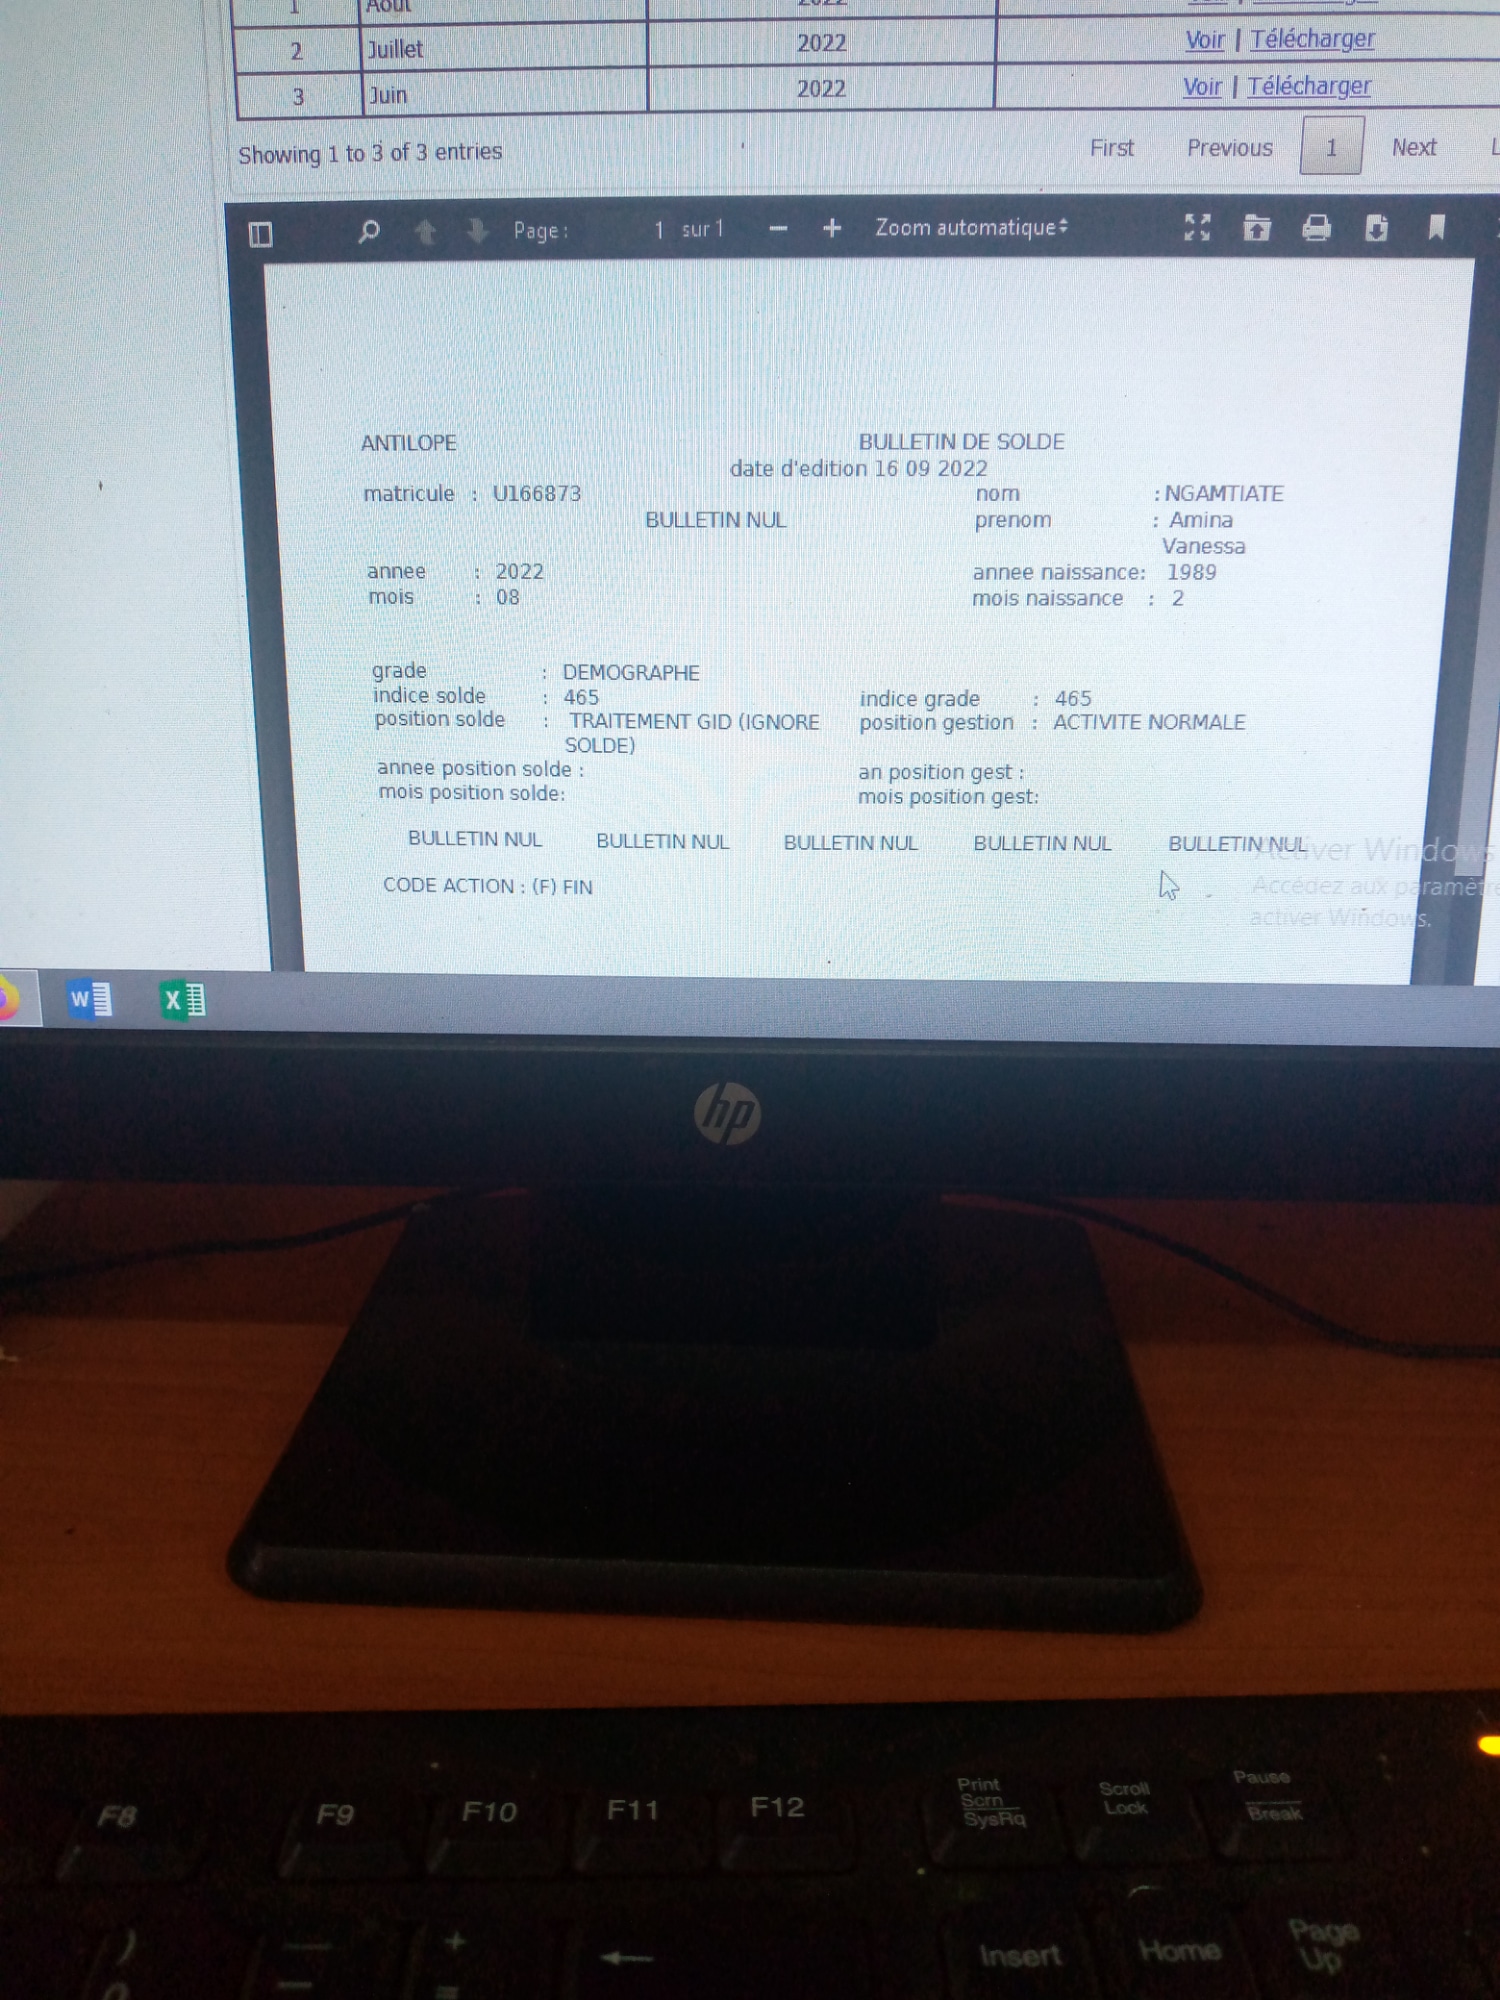 1 Août 2022 Voir | Télécharger
2 Juillet 2022 Voir | Télécharger
3 Juin 2022 Voir | Télécharger
Showing 1 to 3 of 3 entries First Previous 1 Next
Page : 1 sur 1 Zoom automatique
ANTILOPE BULLETIN DE SOLDE
date d'edition 16 09 2022
matricule : U166873 nom : NGAMTIATE
BULLETIN NUL prenom : Amina
Vanessa
annee : 2022 annee naissance: 1989
mois : 08 mois naissance : 2
grade : DEMOGRAPHE
indice solde : 465 indice grade : 465
position solde : TRAITEMENT GID (IGNORE position gestion : ACTIVITE NORMALE
SOLDE)
annee position solde : an position gest :
mois position solde: mois position gest:
BULLETIN NUL BULLETIN NUL BULLETIN NUL BULLETIN NUL BULLETIN NUL
Activer Windows
CODE ACTION : (F) FIN
Accédez aux paramètre
activer Windows.
W X
hp
F8 F9 F10 F11 F12 Print Scrn SysRq Scroll Lock Pause Break
) + =
Insert Home Page Up